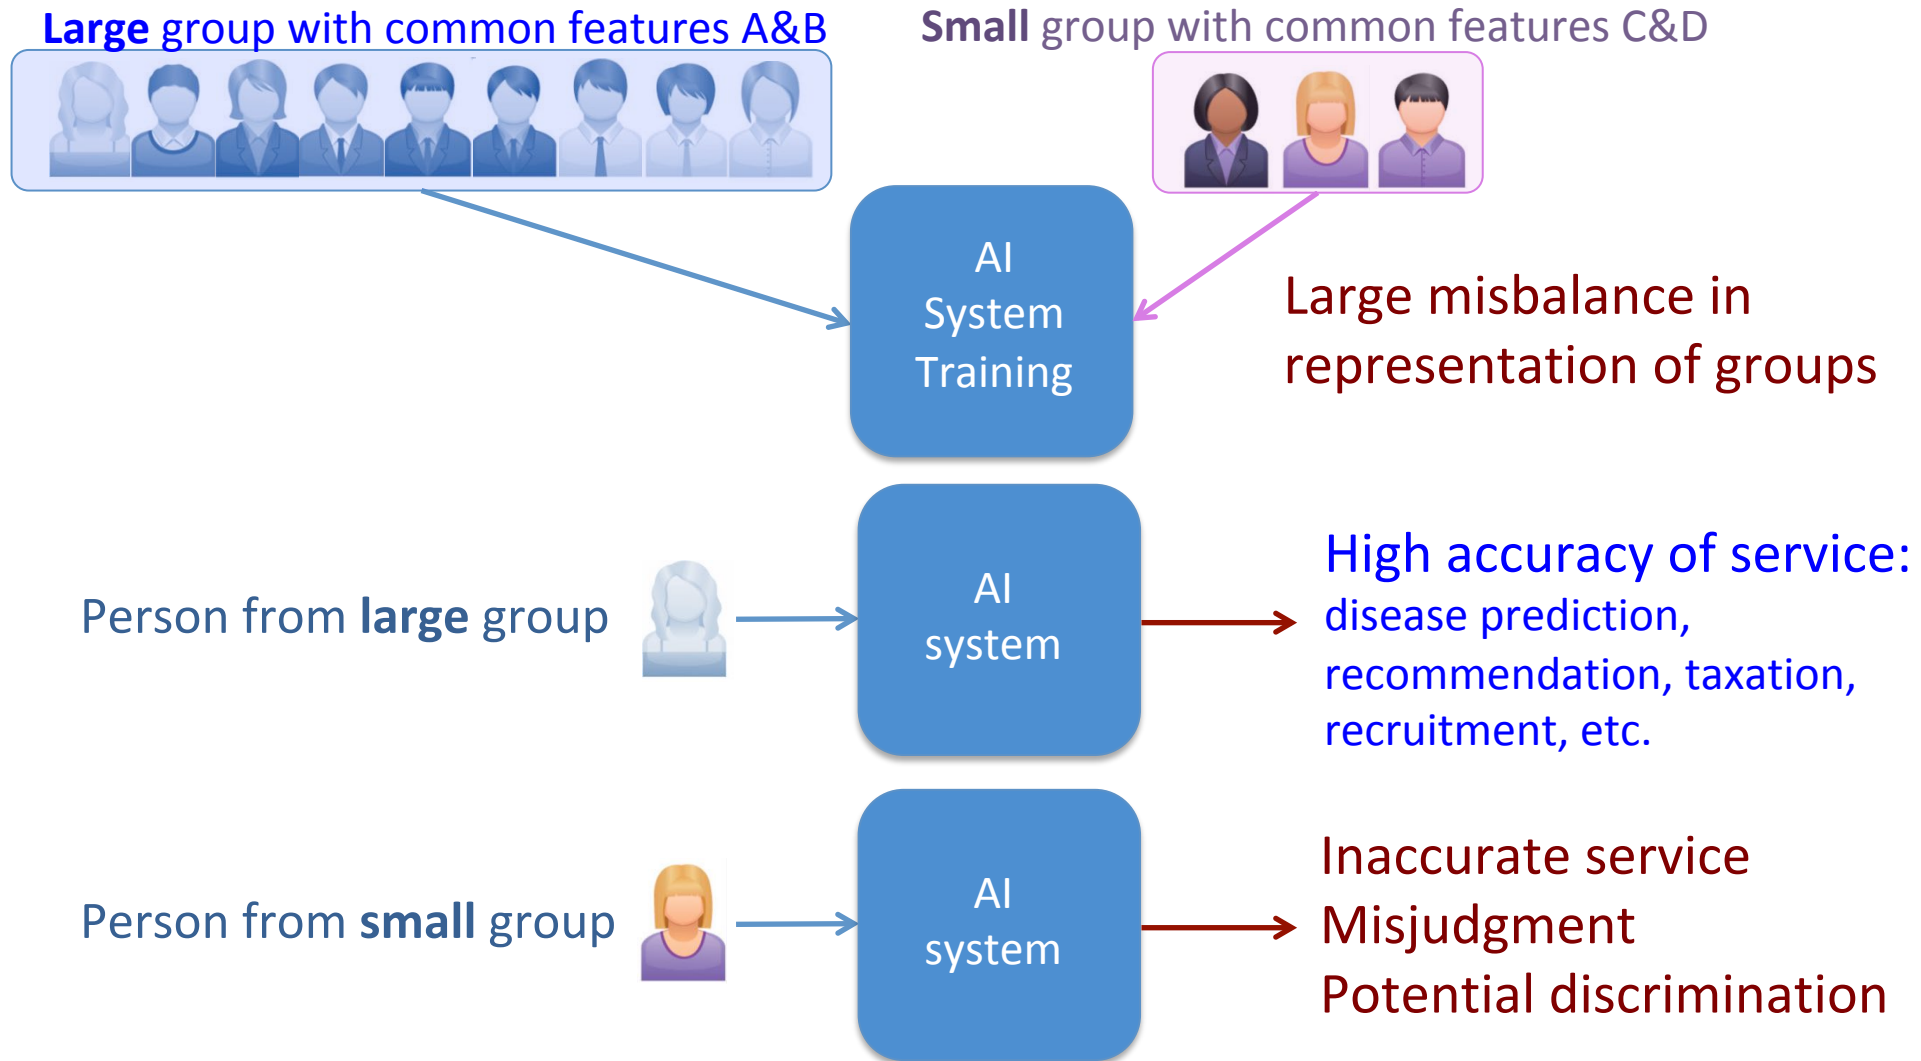 Large group with common features A&B
Small group with common features C&D
AI
System
Training
Large misbalance in
representation of groups
Person from large group
AI
system
High accuracy of service:
disease prediction,
recommendation, taxation,
recruitment, etc.
Person from small group
AI
system
Inaccurate service
Misjudgment
Potential discrimination